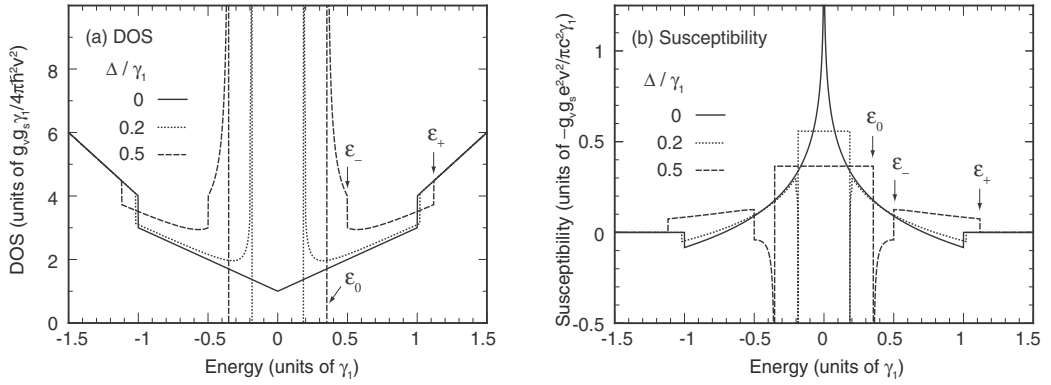 (a) DOS
Δ / γ₁
0
0.2
0.5
ε₋
ε₊
ε₀
DOS (units of gᵥgₛγ₁/4πħ²v²)
10
8
6
4
2
0
-1.5
-1
-0.5
0
0.5
1
1.5
Energy (units of γ₁)
(b) Susceptibility
Δ / γ₁
0
0.2
0.5
ε₀
ε₋
ε₊
Susceptibility (units of −gᵥgₛe²v²/πc²γ₁)
1
0.5
0
-0.5
-1.5
-1
-0.5
0
0.5
1
1.5
Energy (units of γ₁)